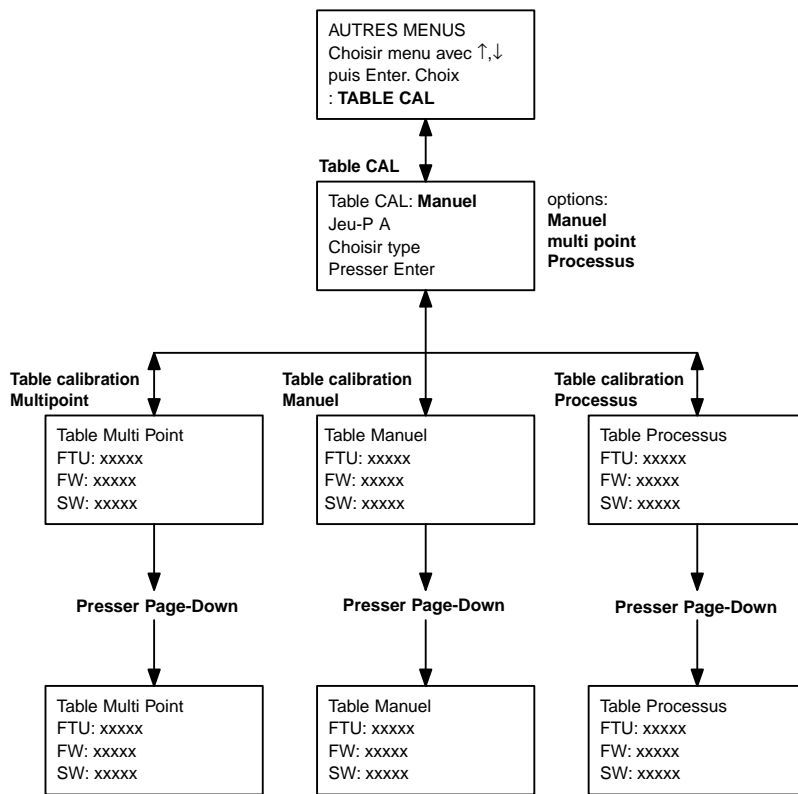 AUTRES MENUS
Choisir menu avec ↑,↓
puis Enter. Choix
: TABLE CAL
Table CAL
Table CAL: Manuel
Jeu-P A
Choisir type
Presser Enter
options:
Manuel
multi point
Processus
Table calibration
Multipoint
Table Multi Point
FTU: xxxxx
FW: xxxxx
SW: xxxxx
Table calibration
Manuel
Table Manuel
FTU: xxxxx
FW: xxxxx
SW: xxxxx
Table calibration
Processus
Table Processus
FTU: xxxxx
FW: xxxxx
SW: xxxxx
Presser Page-Down
Presser Page-Down
Presser Page-Down
Table Multi Point
FTU: xxxxx
FW: xxxxx
SW: xxxxx
Table Manuel
FTU: xxxxx
FW: xxxxx
SW: xxxxx
Table Processus
FTU: xxxxx
FW: xxxxx
SW: xxxxx